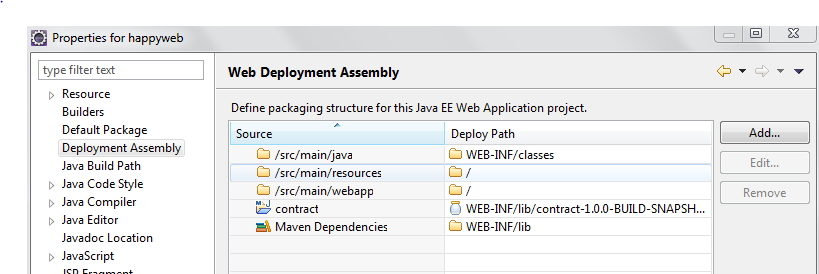 Properties for happyweb
type filter text
Web Deployment Assembly
Resource
Builders
Default Package
Deployment Assembly
Java Build Path
Java Code Style
Java Compiler
Java Editor
Javadoc Location
JavaScript
JSP Fragment
Define packaging structure for this Java EE Web Application project.
Source Deploy Path
/src/main/java WEB-INF/classes
/src/main/resources /
/src/main/webapp /
contract WEB-INF/lib/contract-1.0.0-BUILD-SNAPSH...
Maven Dependencies WEB-INF/lib
Add...
Edit...
Remove